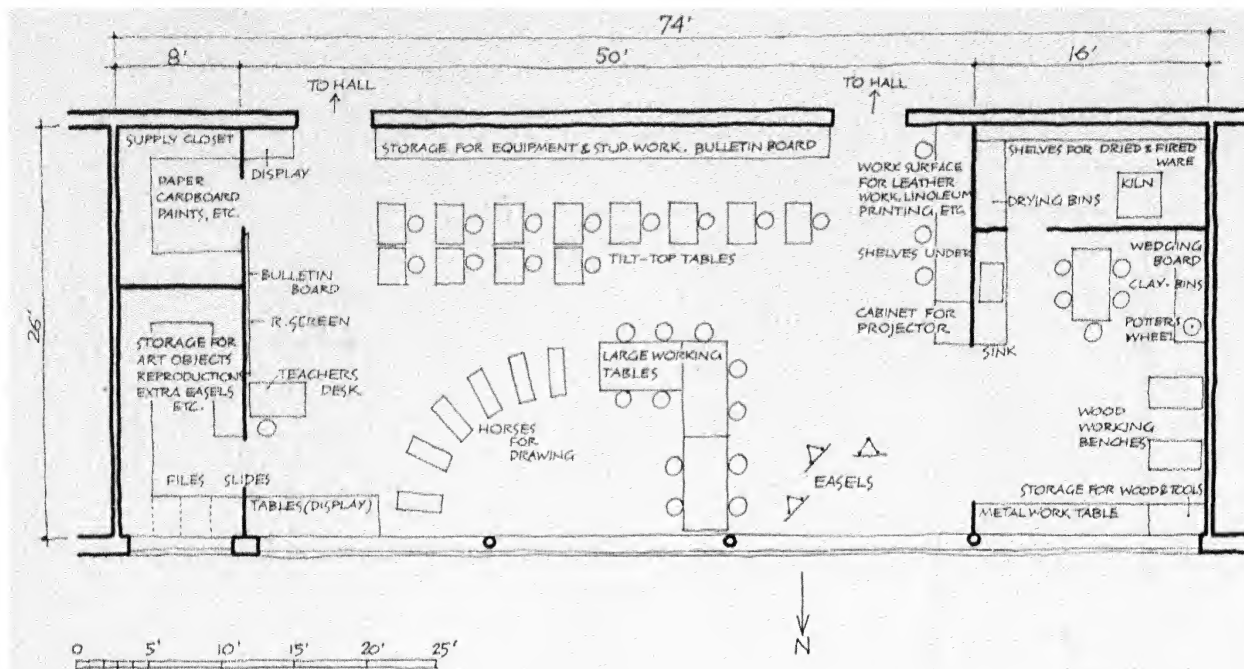 74'
8'
50'
16'
TO HALL
TO HALL
26'
SUPPLY CLOSET
PAPER
CARDBOARD
PAINTS, ETC.
DISPLAY
STORAGE FOR EQUIPMENT & STUD WORK. BULLETIN BOARD
WORK SURFACE
FOR LEATHER
WORK, LINOLEUM
PRINTING, ETC
SHELVES UNDER
CABINET FOR
PROJECTOR
SHELVES FOR DRIED & FIRED
WARE
KILN
DRYING BINS
WEDGING
BOARD
CLAY-BINS
POTTERS
WHEEL
SINK
TILT-TOP TABLES
BULLETIN
BOARD
R. SCREEN
STORAGE FOR
ART OBJECTS
REPRODUCTIONS
EXTRA EASELS
ETC.
TEACHERS
DESK
LARGE WORKING
TABLES
HORSES
FOR
DRAWING
WOOD
WORKING
BENCHES
EASELS
FILES SLIDES
TABLES (DISPLAY)
STORAGE FOR WOOD & TOOLS
METAL WORK TABLE
N
0 5' 10' 15' 20' 25'